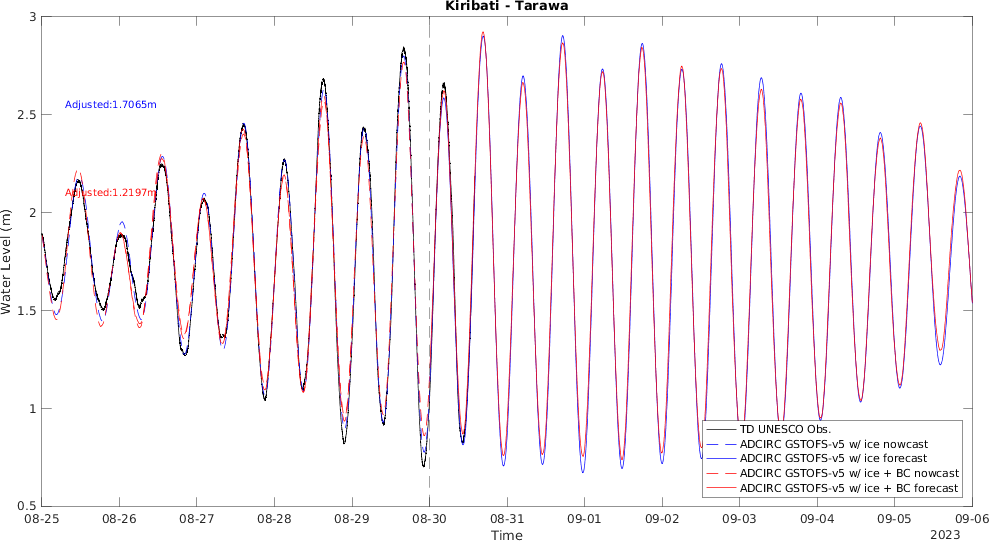 Kiribati - Tarawa
Water Level (m)
3
2.5
2
1.5
1
0.5
Adjusted:1.7065m
Adjusted:1.2197m
TD UNESCO Obs.
ADCIRC GSTOFS-v5 w/ ice nowcast
ADCIRC GSTOFS-v5 w/ ice forecast
ADCIRC GSTOFS-v5 w/ ice + BC nowcast
ADCIRC GSTOFS-v5 w/ ice + BC forecast
08-25 08-26 08-27 08-28 08-29 08-30 08-31 09-01 09-02 09-03 09-04 09-05 09-06
Time
2023